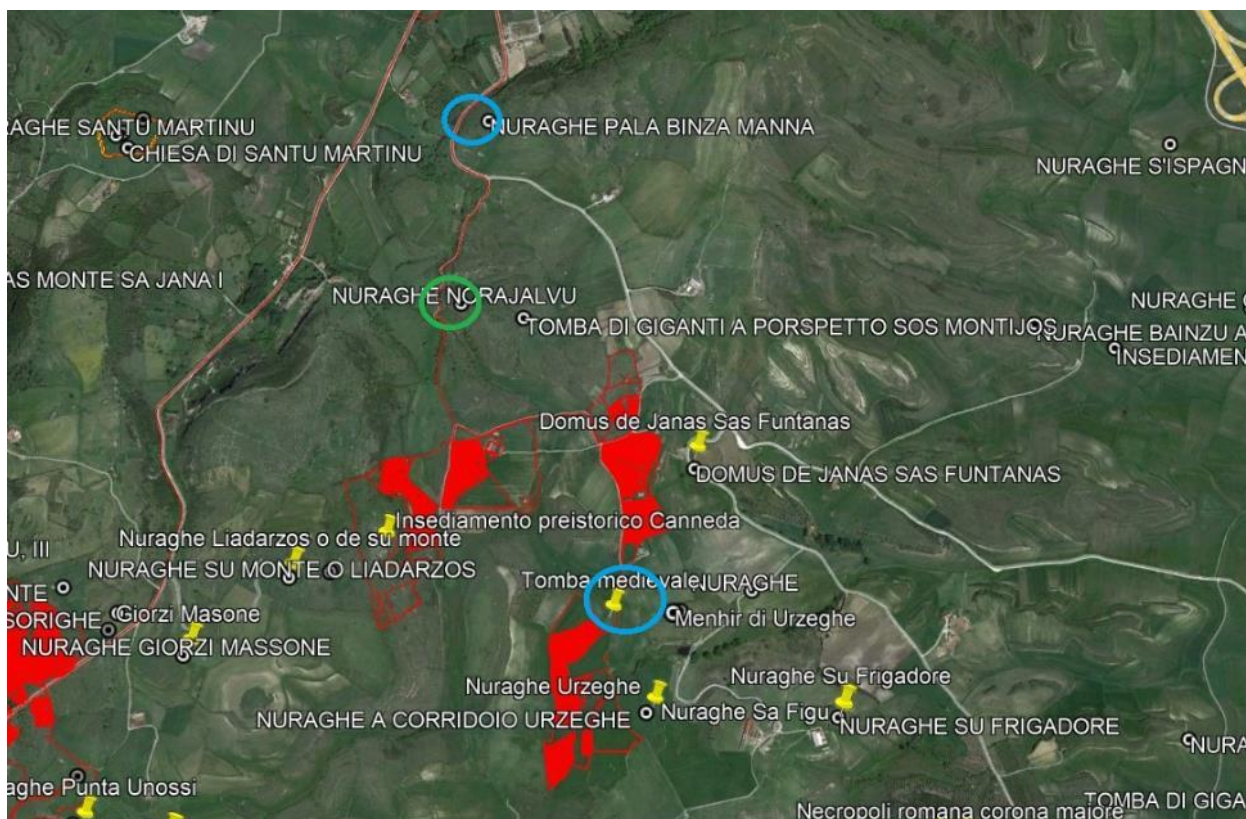 RAGHE SANTU MARTINU
NURAGHE PALA BINZA MANNA
CHIESA DI SANTU MARTINU
NURAGHE S'ISPAGN
AS MONTE SA JANA I
NURAGHE NORAJALVU
TOMBA DI GIGANTI A PORSPETTO SOS MONTIJOS
NURAGHE
NURAGHE BAINZU A
INSEDIAMEN
Domus de Janas Sas Funtanas
DOMUS DE JANAS SAS FUNTANAS
Insediamento preistorico Canneda
Nuraghe Liadarzos o de su monte
U, III
NURAGHE SU MONTE O LIADARZOS
Tomba medievale
NURAGHE
NTE
SORIGHE
Giorzi Masone
Menhir di Urzeghe
NURAGHE GIORZI MASSONE
Nuraghe Urzeghe
Nuraghe Su Frigadore
NURAGHE A CORRIDOIO URZEGHE
Nuraghe Sa Figu
NURAGHE SU FRIGADORE
NURA
aghe Punta Unossi
Necropoli romana corona maiore
TOMBA DI GIGA